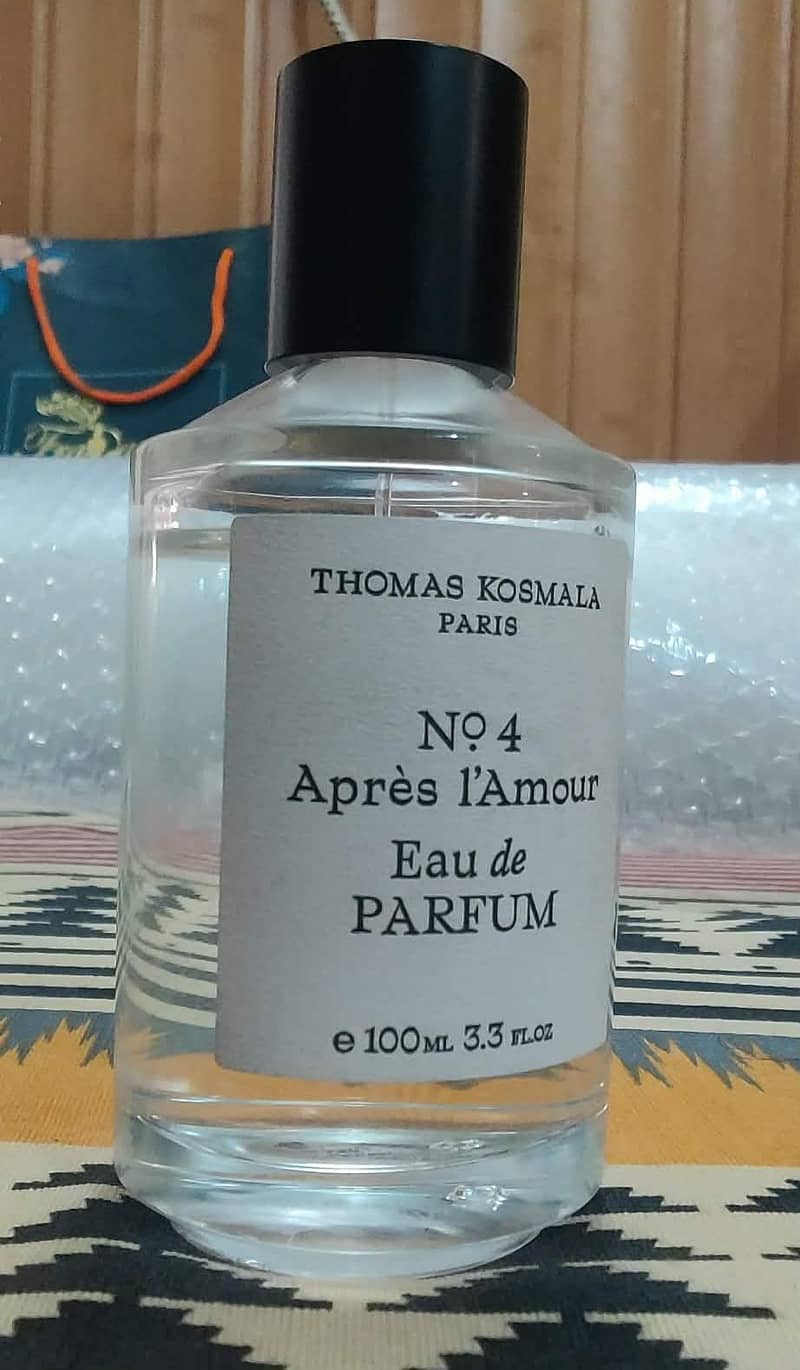 THOMAS KOSMALA
PARIS
Nº 4
Après l'Amour
Eau de
PARFUM
e 100ML 3.3 FL.OZ